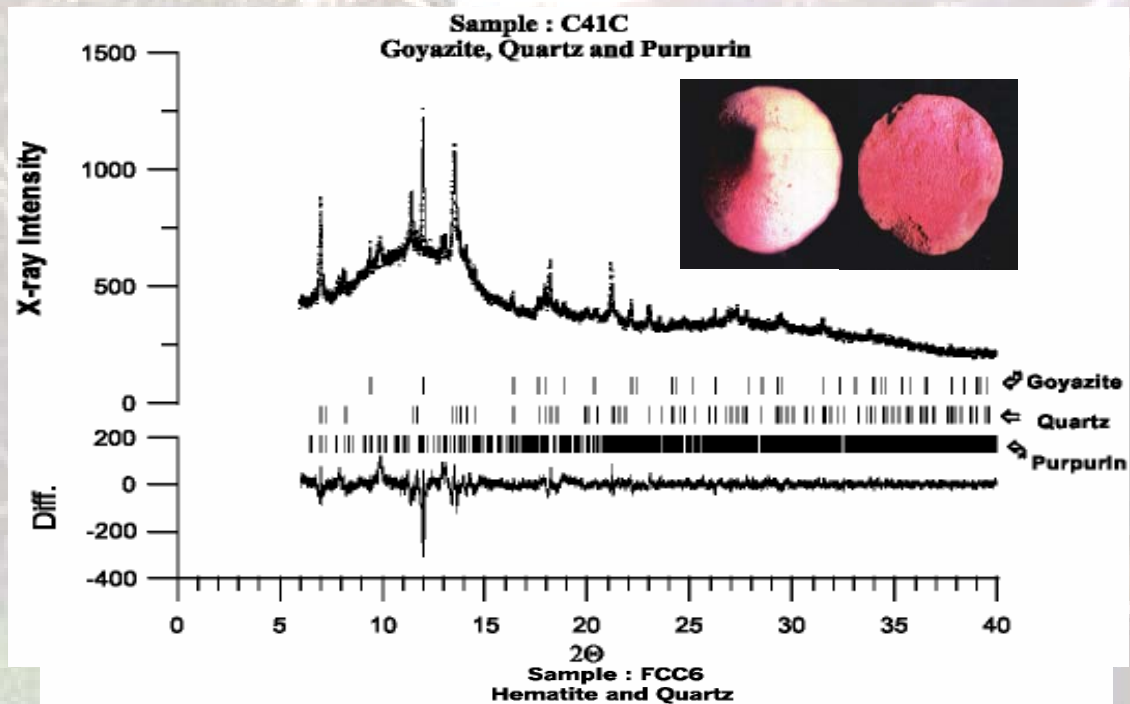 Sample : C41C
Goyazite, Quartz and Purpurin
X-ray Intensity
1500
1000
500
0
Goyazite
Quartz
Purpurin
Diff.
200
0
-200
-400
0 5 10 15 20 25 30 35 40
2Θ
Sample : FCC6
Hematite and Quartz